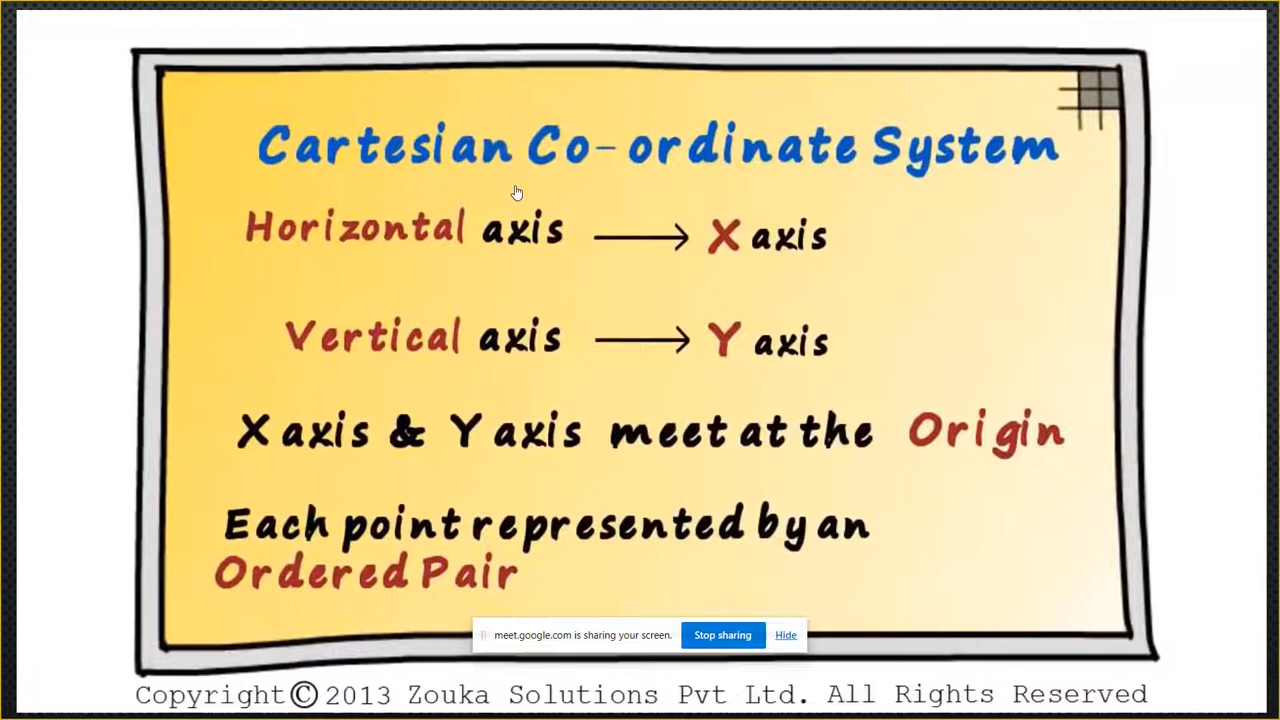 Cartesian Co-ordinate System
Horizontal axis → X axis
Vertical axis → Y axis
X axis & Y axis meet at the Origin
Each point represented by an
Ordered Pair
meet.google.com is sharing your screen. Stop sharing Hide
Copyright © 2013 Zouka Solutions Pvt Ltd. All Rights Reserved